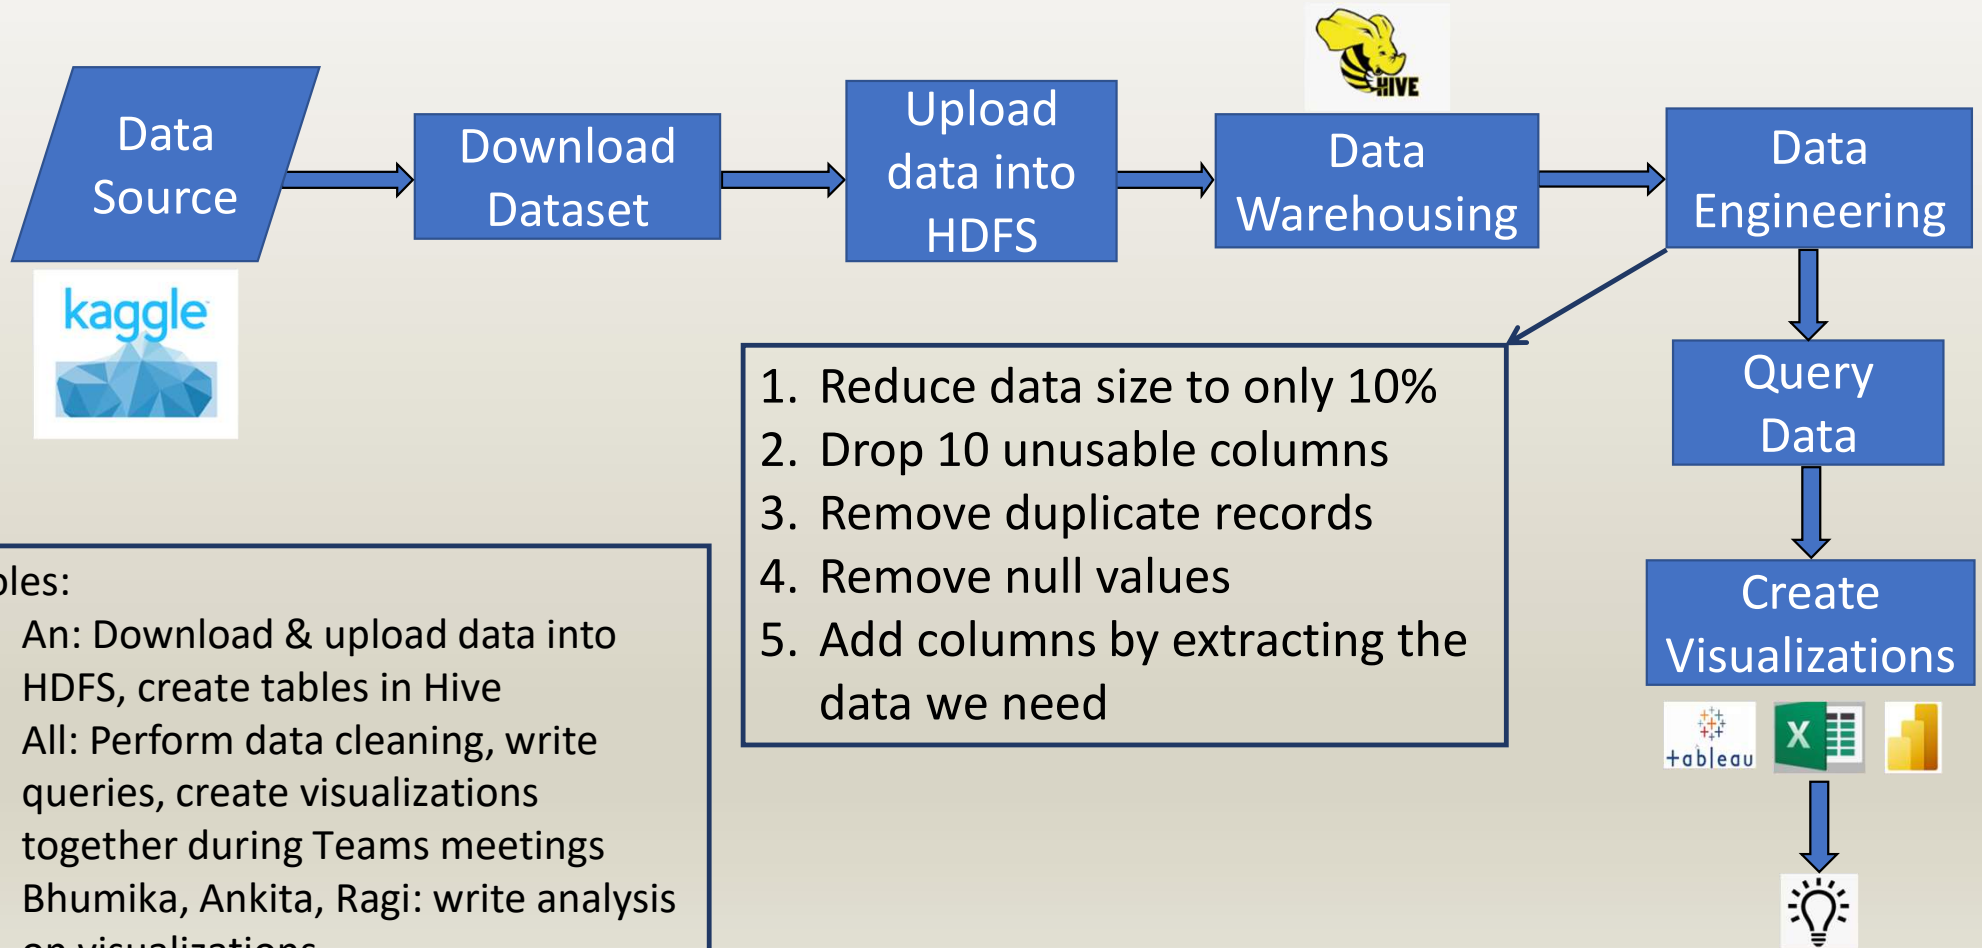 Data
Source
kaggle
Download
Dataset
Upload
data into
HDFS
HIVE
Data
Warehousing
Data
Engineering
1. Reduce data size to only 10%
2. Drop 10 unusable columns
3. Remove duplicate records
4. Remove null values
5. Add columns by extracting the
data we need
Query
Data
Create
Visualizations
+ableau
X
An: Download & upload data into
HDFS, create tables in Hive
All: Perform data cleaning, write
queries, create visualizations
together during Teams meetings
Bhumika, Ankita, Ragi: write analysis
on visualizations